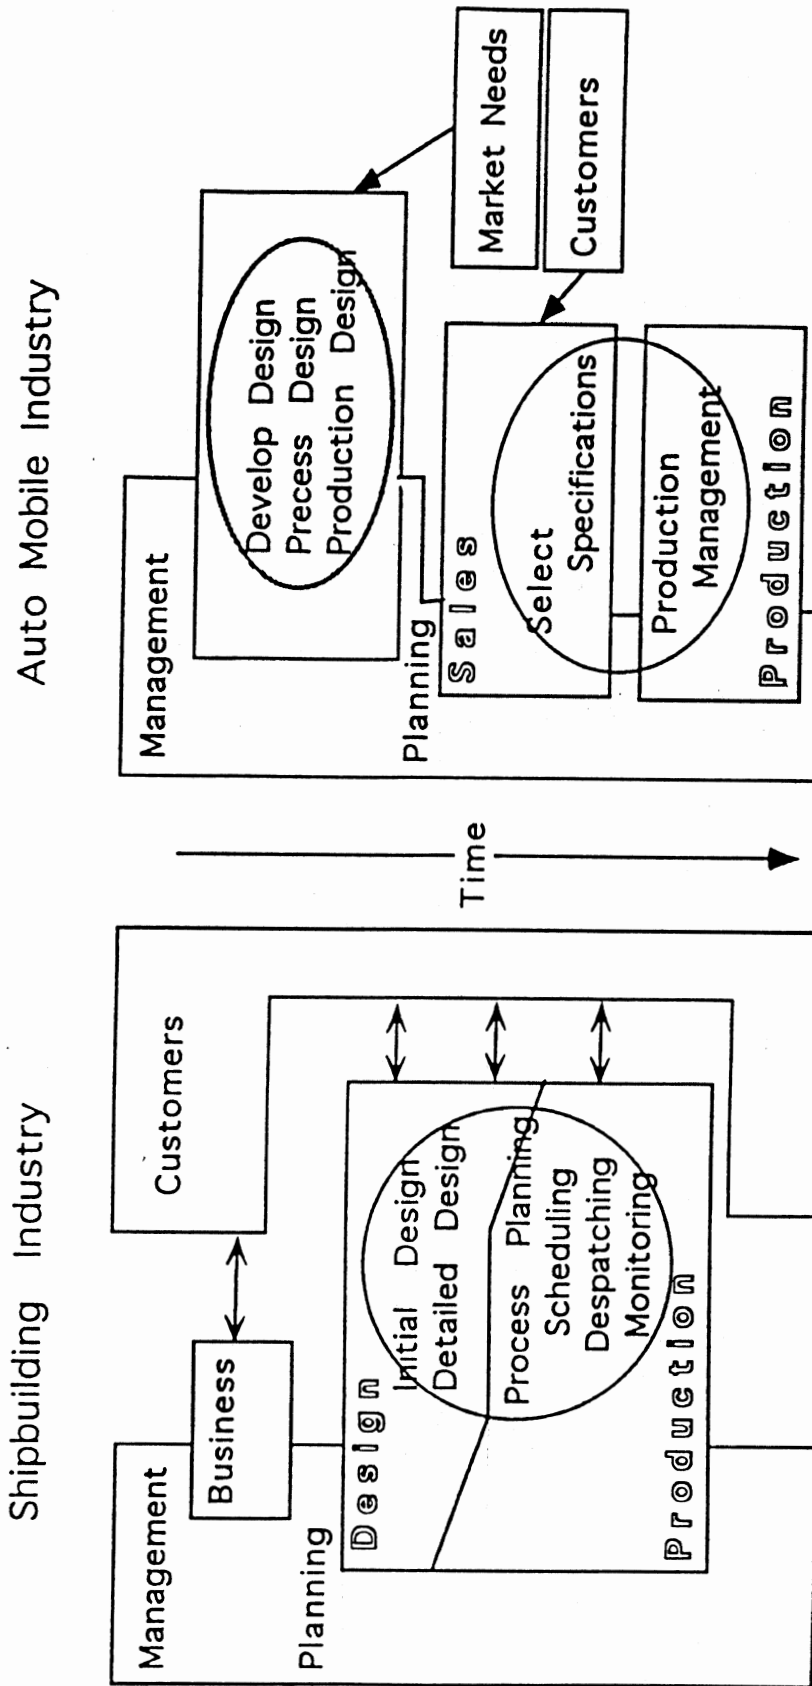 Shipbuilding Industry
Management
Business
Customers
Planning
Design
Initial Design
Detailed Design
Process Planning
Scheduling
Despatching
Monitoring
Production
Time
Auto Mobile Industry
Management
Develop Design
Precess Design
Production Design
Market Needs
Customers
Planning
Sales
Select
Specifications
Production
Management
Production